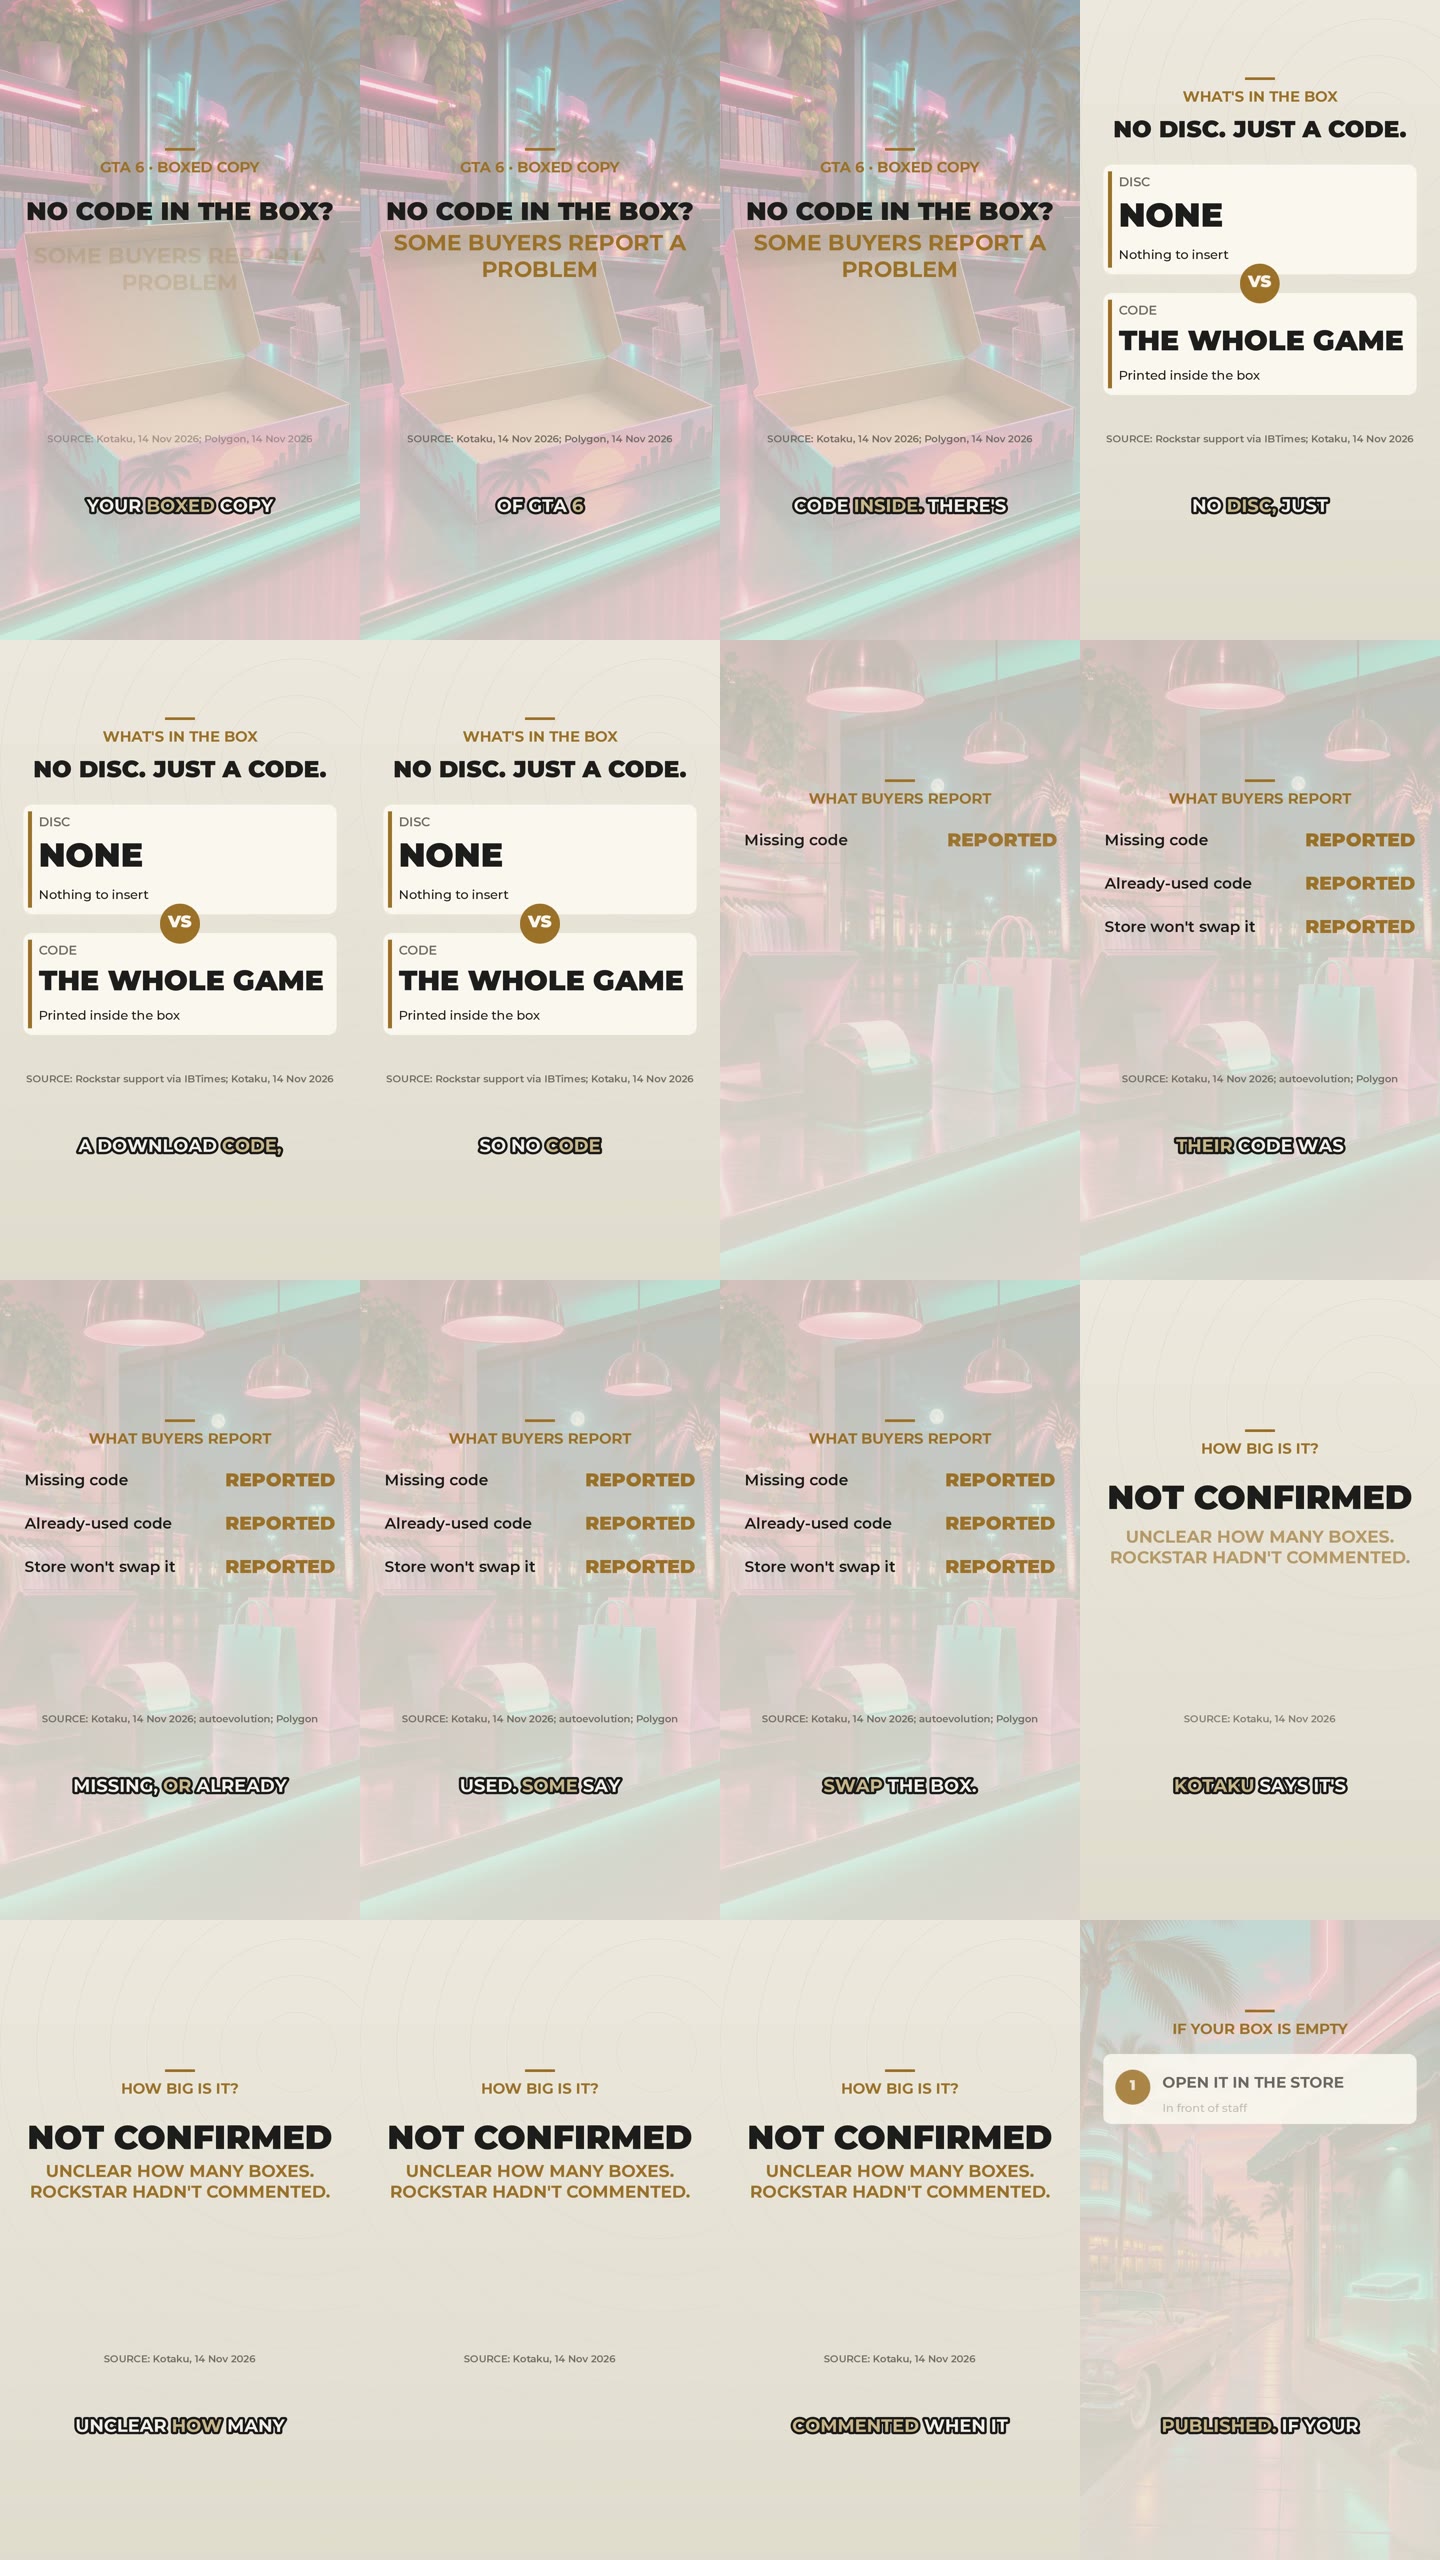 GTA 6 · BOXED COPY
NO CODE IN THE BOX?
SOME BUYERS REPORT A
PROBLEM
SOURCE: Kotaku, 14 Nov 2026; Polygon, 14 Nov 2026
YOUR BOXED COPY
GTA 6 · BOXED COPY
NO CODE IN THE BOX?
SOME BUYERS REPORT A
PROBLEM
SOURCE: Kotaku, 14 Nov 2026; Polygon, 14 Nov 2026
OF GTA 6
GTA 6 · BOXED COPY
NO CODE IN THE BOX?
SOME BUYERS REPORT A
PROBLEM
SOURCE: Kotaku, 14 Nov 2026; Polygon, 14 Nov 2026
CODE INSIDE. THERE'S
WHAT'S IN THE BOX
NO DISC. JUST A CODE.
DISC
NONE
Nothing to insert
VS
CODE
THE WHOLE GAME
Printed inside the box
SOURCE: Rockstar support via IBTimes; Kotaku, 14 Nov 2026
NO DISC, JUST
WHAT'S IN THE BOX
NO DISC. JUST A CODE.
DISC
NONE
Nothing to insert
VS
CODE
THE WHOLE GAME
Printed inside the box
SOURCE: Rockstar support via IBTimes; Kotaku, 14 Nov 2026
A DOWNLOAD CODE,
WHAT'S IN THE BOX
NO DISC. JUST A CODE.
DISC
NONE
Nothing to insert
VS
CODE
THE WHOLE GAME
Printed inside the box
SOURCE: Rockstar support via IBTimes; Kotaku, 14 Nov 2026
SO NO CODE
WHAT BUYERS REPORT
Missing code REPORTED
WHAT BUYERS REPORT
Missing code REPORTED
Already-used code REPORTED
Store won't swap it REPORTED
SOURCE: Kotaku, 14 Nov 2026; autoevolution; Polygon
THEIR CODE WAS
WHAT BUYERS REPORT
Missing code REPORTED
Already-used code REPORTED
Store won't swap it REPORTED
SOURCE: Kotaku, 14 Nov 2026; autoevolution; Polygon
MISSING, OR ALREADY
WHAT BUYERS REPORT
Missing code REPORTED
Already-used code REPORTED
Store won't swap it REPORTED
SOURCE: Kotaku, 14 Nov 2026; autoevolution; Polygon
USED. SOME SAY
WHAT BUYERS REPORT
Missing code REPORTED
Already-used code REPORTED
Store won't swap it REPORTED
SOURCE: Kotaku, 14 Nov 2026; autoevolution; Polygon
SWAP THE BOX.
HOW BIG IS IT?
NOT CONFIRMED
UNCLEAR HOW MANY BOXES.
ROCKSTAR HADN'T COMMENTED.
SOURCE: Kotaku, 14 Nov 2026
KOTAKU SAYS IT'S
HOW BIG IS IT?
NOT CONFIRMED
UNCLEAR HOW MANY BOXES.
ROCKSTAR HADN'T COMMENTED.
SOURCE: Kotaku, 14 Nov 2026
UNCLEAR HOW MANY
HOW BIG IS IT?
NOT CONFIRMED
UNCLEAR HOW MANY BOXES.
ROCKSTAR HADN'T COMMENTED.
SOURCE: Kotaku, 14 Nov 2026
HOW BIG IS IT?
NOT CONFIRMED
UNCLEAR HOW MANY BOXES.
ROCKSTAR HADN'T COMMENTED.
SOURCE: Kotaku, 14 Nov 2026
COMMENTED WHEN IT
IF YOUR BOX IS EMPTY
1 OPEN IT IN THE STORE
In front of staff
PUBLISHED. IF YOUR